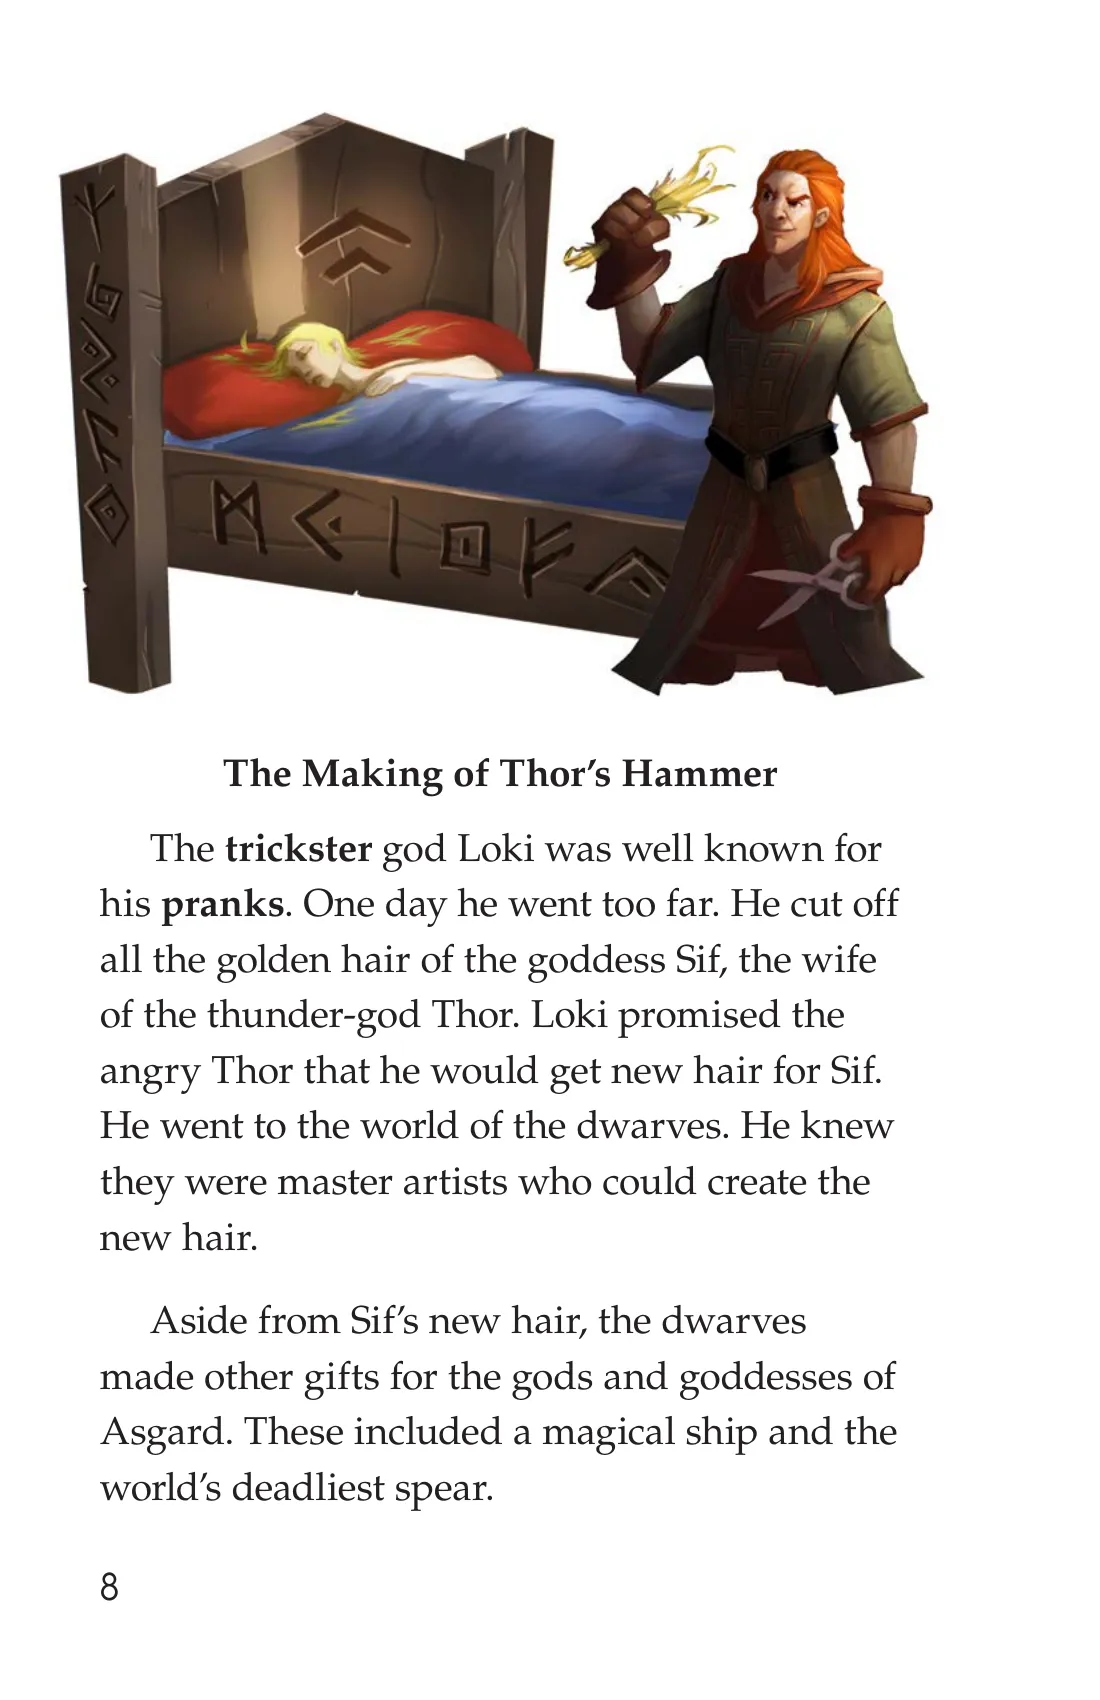 The Making of Thor's Hammer
The trickster god Loki was well known for
his pranks. One day he went too far. He cut off
all the golden hair of the goddess Sif, the wife
of the thunder-god Thor. Loki promised the
angry Thor that he would get new hair for Sif.
He went to the world of the dwarves. He knew
they were master artists who could create the
new hair.
Aside from Sif's new hair, the dwarves
made other gifts for the gods and goddesses of
Asgard. These included a magical ship and the
world's deadliest spear.
8